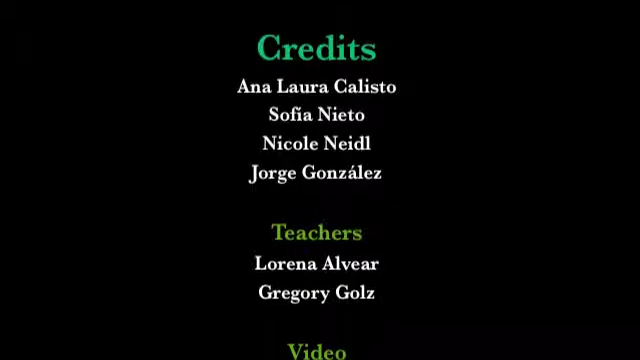 Credits
Ana Laura Calisto
Sofía Nieto
Nicole Neidl
Jorge González
Teachers
Lorena Alvear
Gregory Golz
Video